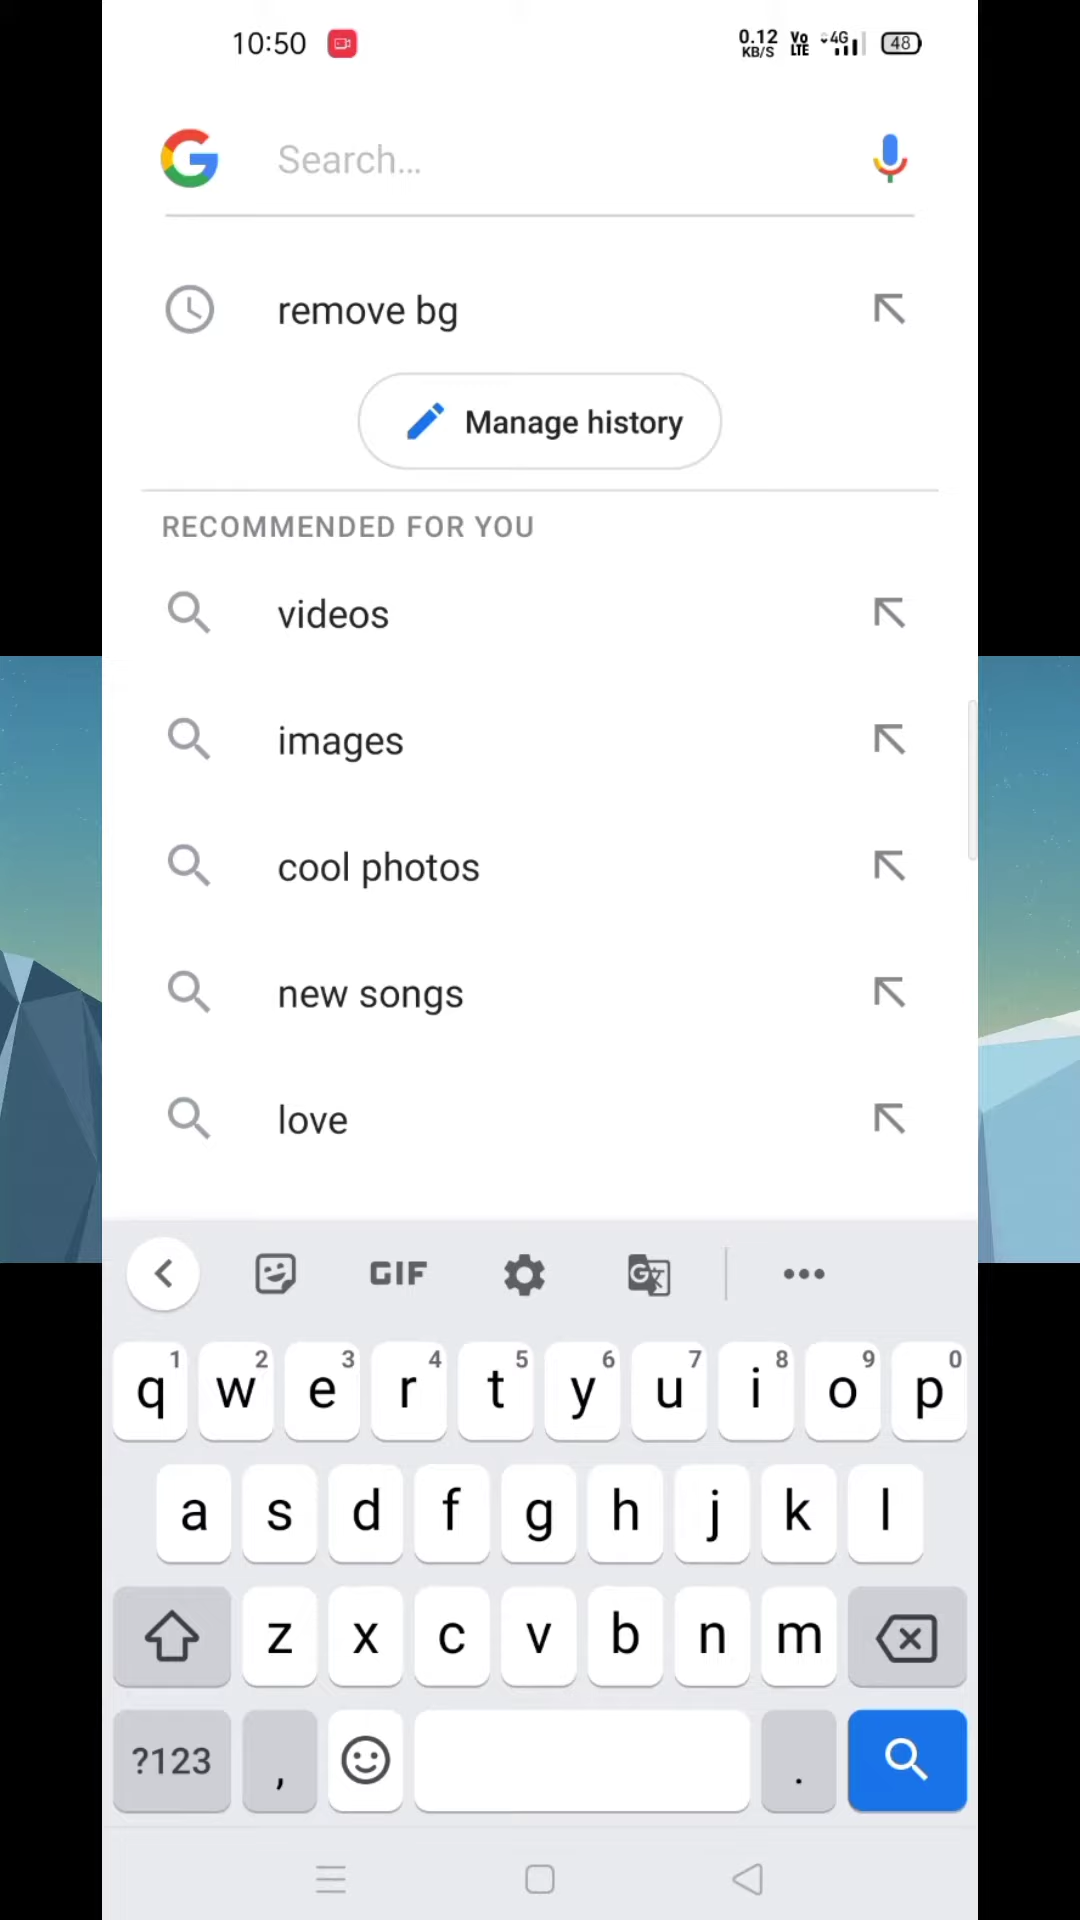 10:50 0.12 KB/S Vo LTE 4G 48
Search...
remove bg
Manage history
RECOMMENDED FOR YOU
videos
images
cool photos
new songs
love
GIF
1 2 3 4 5 6 7 8 9 0
q w e r t y u i o p
a s d f g h j k l
z x c v b n m
?123 , .